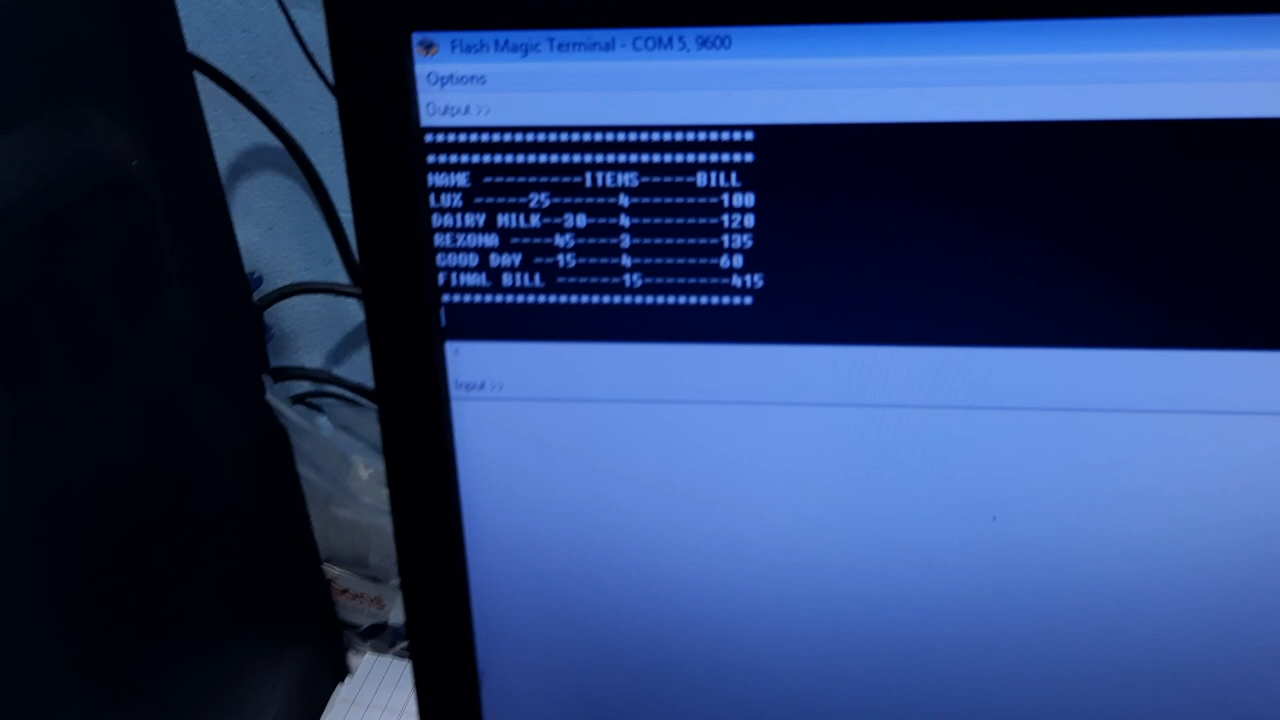 Flash Magic Terminal - COM 5, 9600
Options
Output >>
*****************************
*****************************
NAME ---------ITEMS-----BILL
LUX -----25------4--------100
DAIRY MILK--30---4--------120
REXONA ----45----3--------135
GOOD DAY --15----4--------60
FINAL BILL ------15--------415
****************************
Input >>